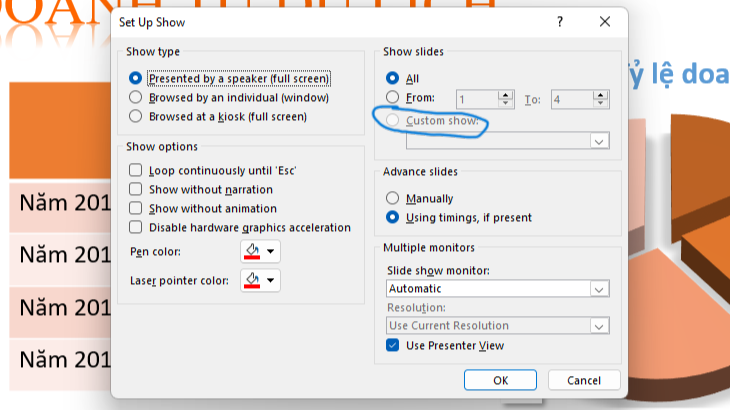 DOANH TH DU LỊCH
Set Up Show
?
Show type
Presented by a speaker (full screen)
Browsed by an individual (window)
Browsed at a kiosk (full screen)
Show options
Loop continuously until 'Esc'
Show without narration
Show without animation
Disable hardware graphics acceleration
Pen color:
Laser pointer color:
Show slides
All
From: 1 To: 4
Custom show:
Advance slides
Manually
Using timings, if present
Multiple monitors
Slide show monitor:
Automatic
Resolution:
Use Current Resolution
Use Presenter View
OK Cancel
Tỷ lệ doa
Năm 201
Năm 201
Năm 201
Năm 201